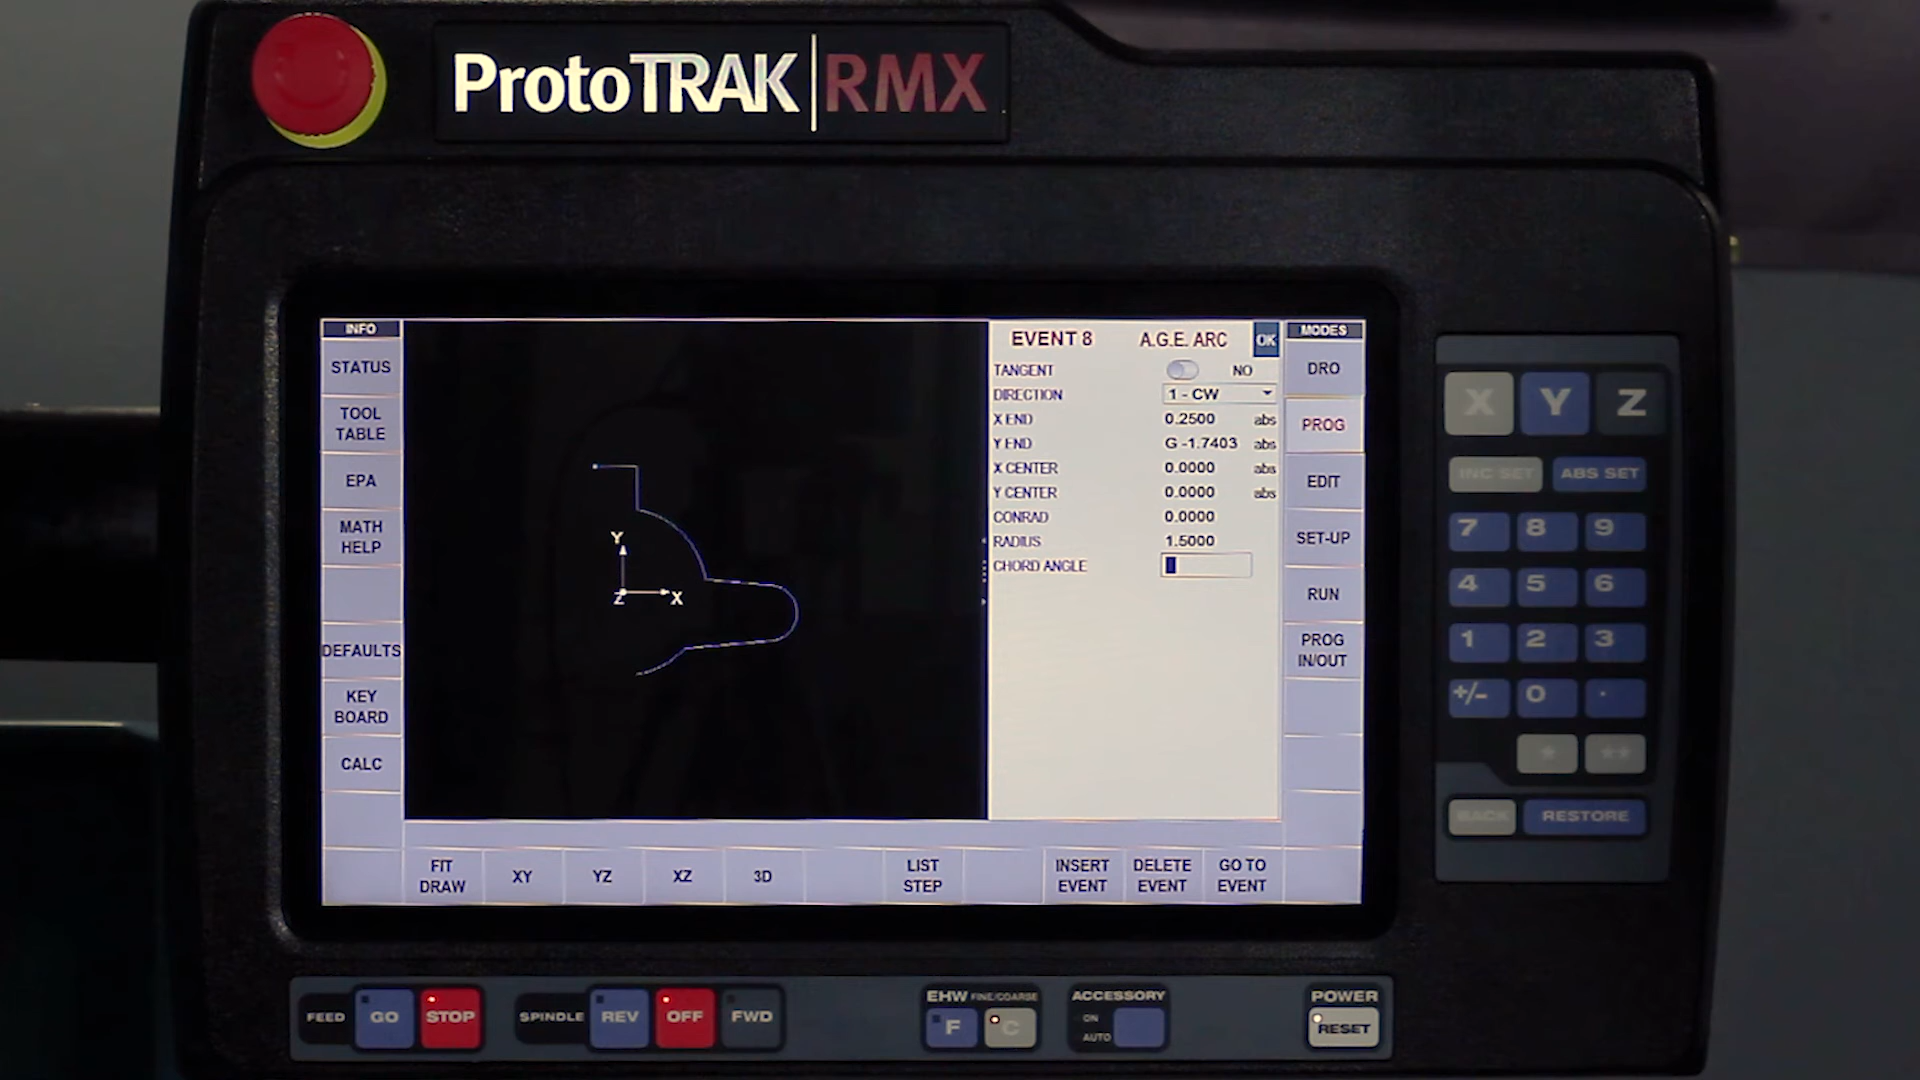 ProtoTRAK RMX
INFO
STATUS
TOOL
TABLE
EPA
MATH
HELP
DEFAULTS
KEY
BOARD
CALC
Y
Z X
EVENT 8 A.G.E. ARC OK
TANGENT NO
DIRECTION 1 - CW
X END 0.2500 abs
Y END G -1.7403 abs
X CENTER 0.0000 abs
Y CENTER 0.0000 abs
CONRAD 0.0000
RADIUS 1.5000
CHORD ANGLE
MODES
DRO
PROG
EDIT
SET-UP
RUN
PROG
IN/OUT
FIT
DRAW
XY
YZ
XZ
3D
LIST
STEP
INSERT
EVENT
DELETE
EVENT
GO TO
EVENT
X Y Z
INC SET ABS SET
7 8 9
4 5 6
1 2 3
+/- 0 .
* **
BACK RESTORE
FEED GO STOP
SPINDLE REV OFF FWD
EHW FINE/COARSE
F C
ACCESSORY
ON
AUTO
POWER
RESET